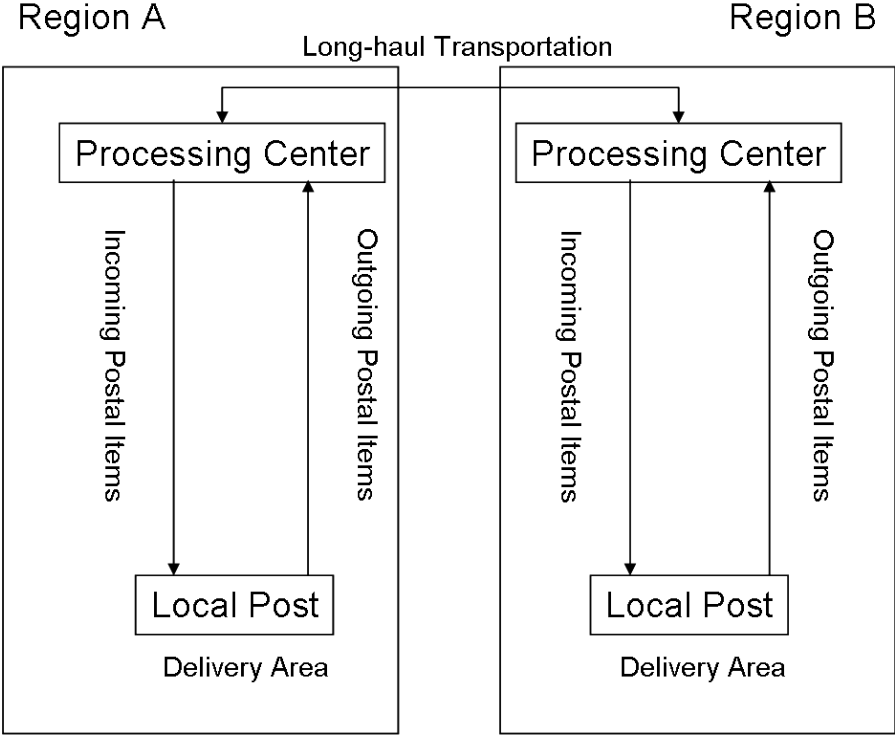 Region A
Region B
Long-haul Transportation
Processing Center
Processing Center
Incoming Postal Items
Outgoing Postal Items
Incoming Postal Items
Outgoing Postal Items
Local Post
Local Post
Delivery Area
Delivery Area